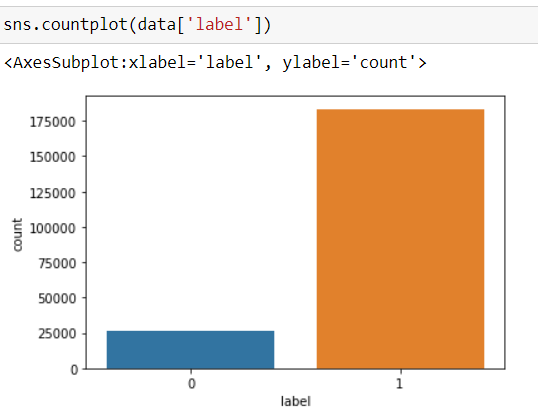 sns.countplot(data['label'])
<AxesSubplot:xlabel='label', ylabel='count'>
175000
150000
125000
100000
75000
50000
25000
0
count
0 1
label